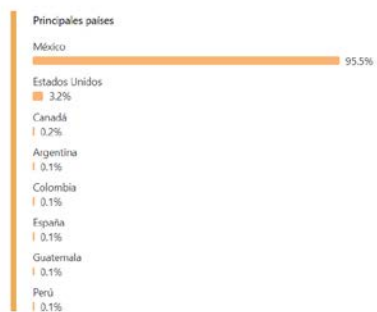 Principales países
México
95.5%
Estados Unidos
3.2%
Canadá
0.2%
Argentina
0.1%
Colombia
0.1%
España
0.1%
Guatemala
0.1%
Perú
0.1%